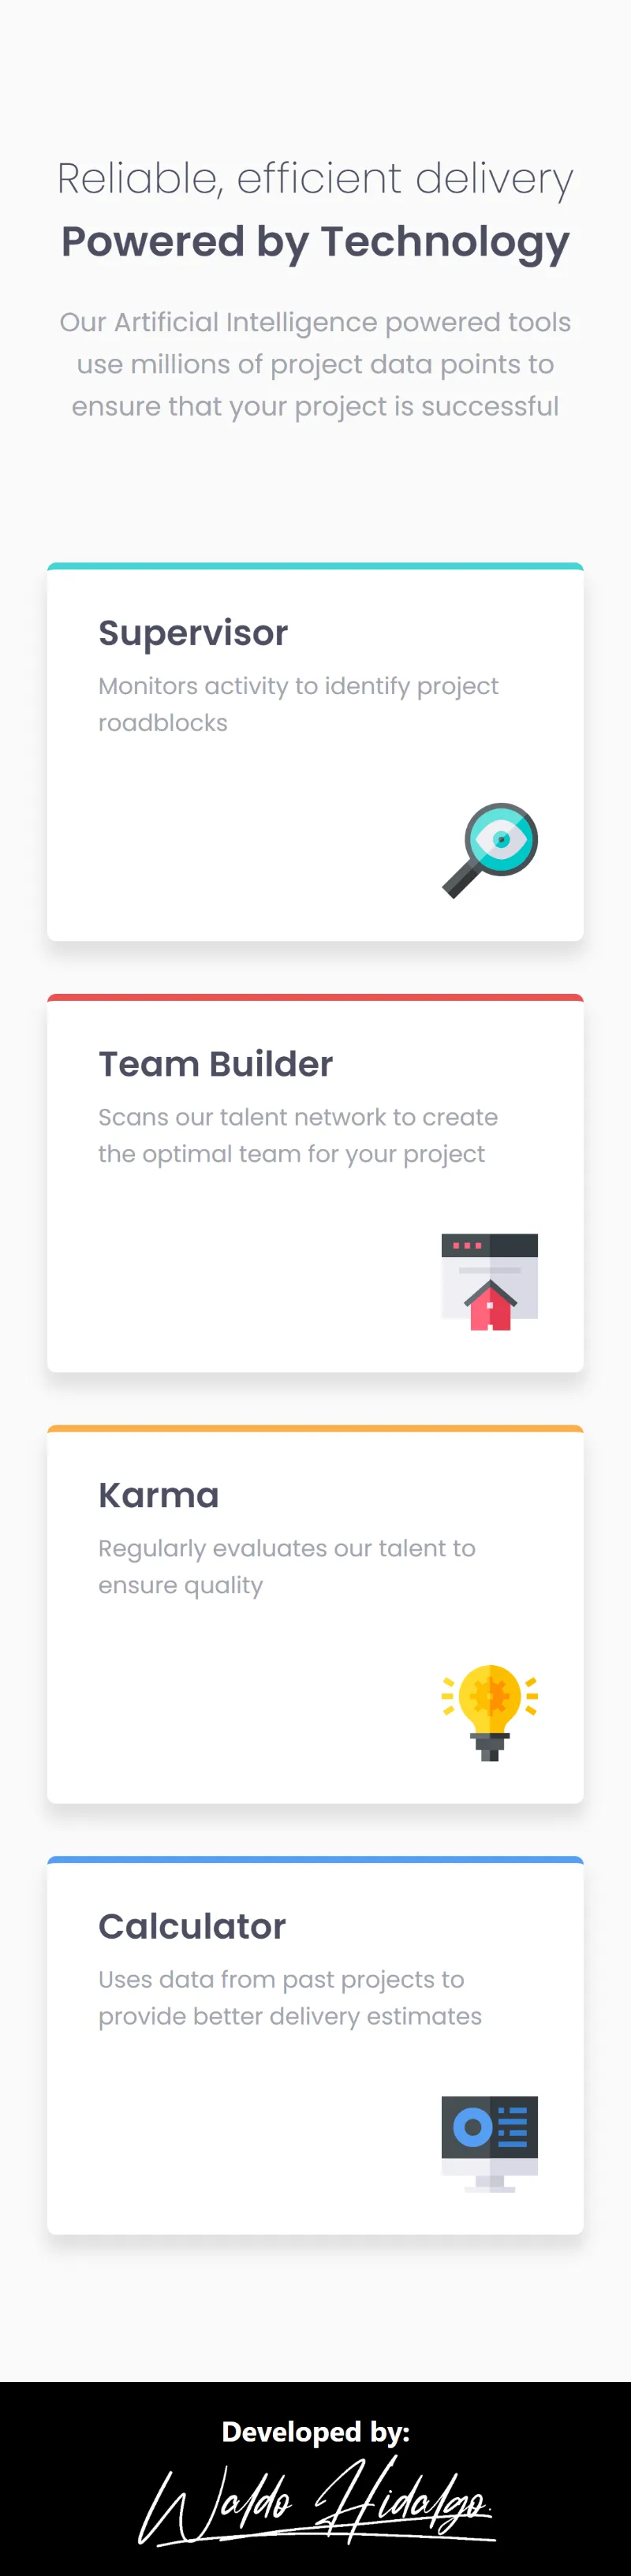 Reliable, efficient delivery
Powered by Technology
Our Artificial Intelligence powered tools
use millions of project data points to
ensure that your project is successful
Supervisor
Monitors activity to identify project
roadblocks
Team Builder
Scans our talent network to create
the optimal team for your project
Karma
Regularly evaluates our talent to
ensure quality
Calculator
Uses data from past projects to
provide better delivery estimates
Developed by:
Waldo Hidalgo.